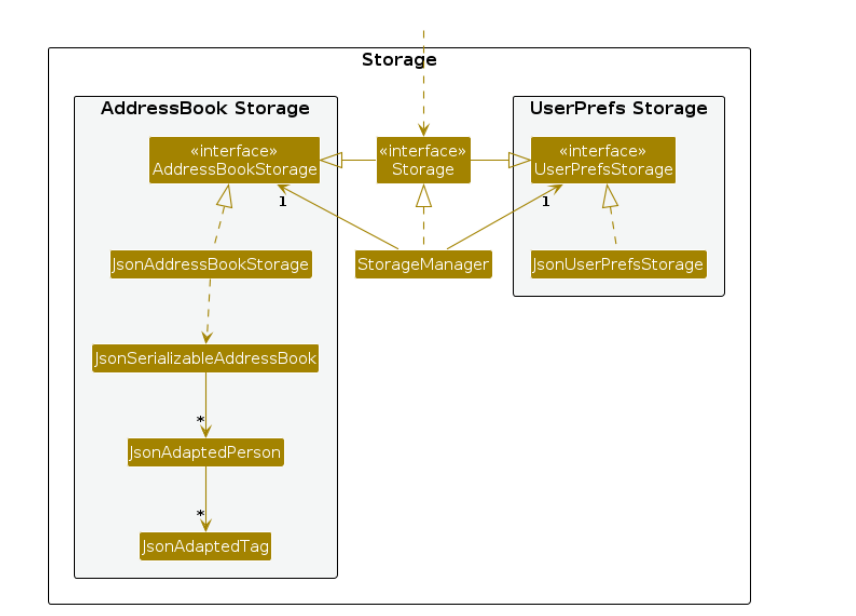 Storage
AddressBook Storage
UserPrefs Storage
«interface»
AddressBookStorage
«interface»
Storage
«interface»
UserPrefsStorage
1
1
JsonAddressBookStorage
StorageManager
JsonUserPrefsStorage
JsonSerializableAddressBook
*
JsonAdaptedPerson
*
JsonAdaptedTag